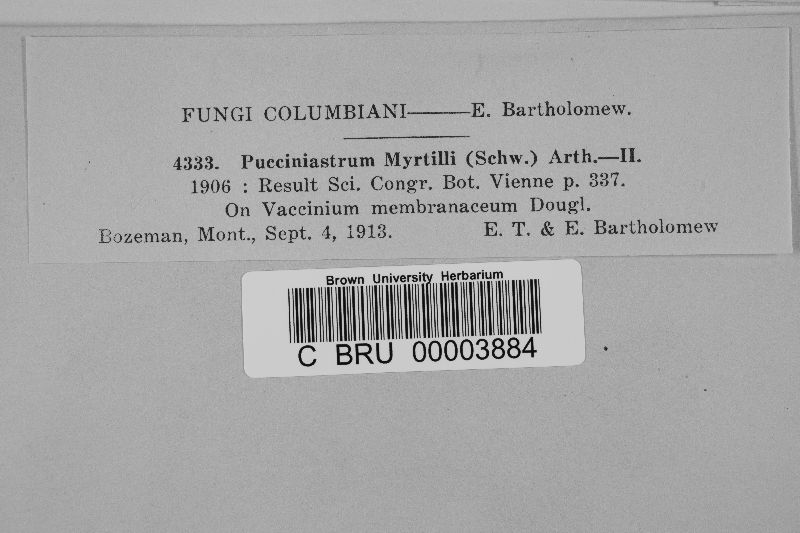 FUNGI COLUMBIANI———E. Bartholomew.
4333. Pucciniastrum Myrtilli (Schw.) Arth.—II.
1906 : Result Sci. Congr. Bot. Vienne p. 337.
On Vaccinium membranaceum Dougl.
Bozeman, Mont., Sept. 4, 1913. E. T. & E. Bartholomew
Brown University Herbarium
C BRU 00003884